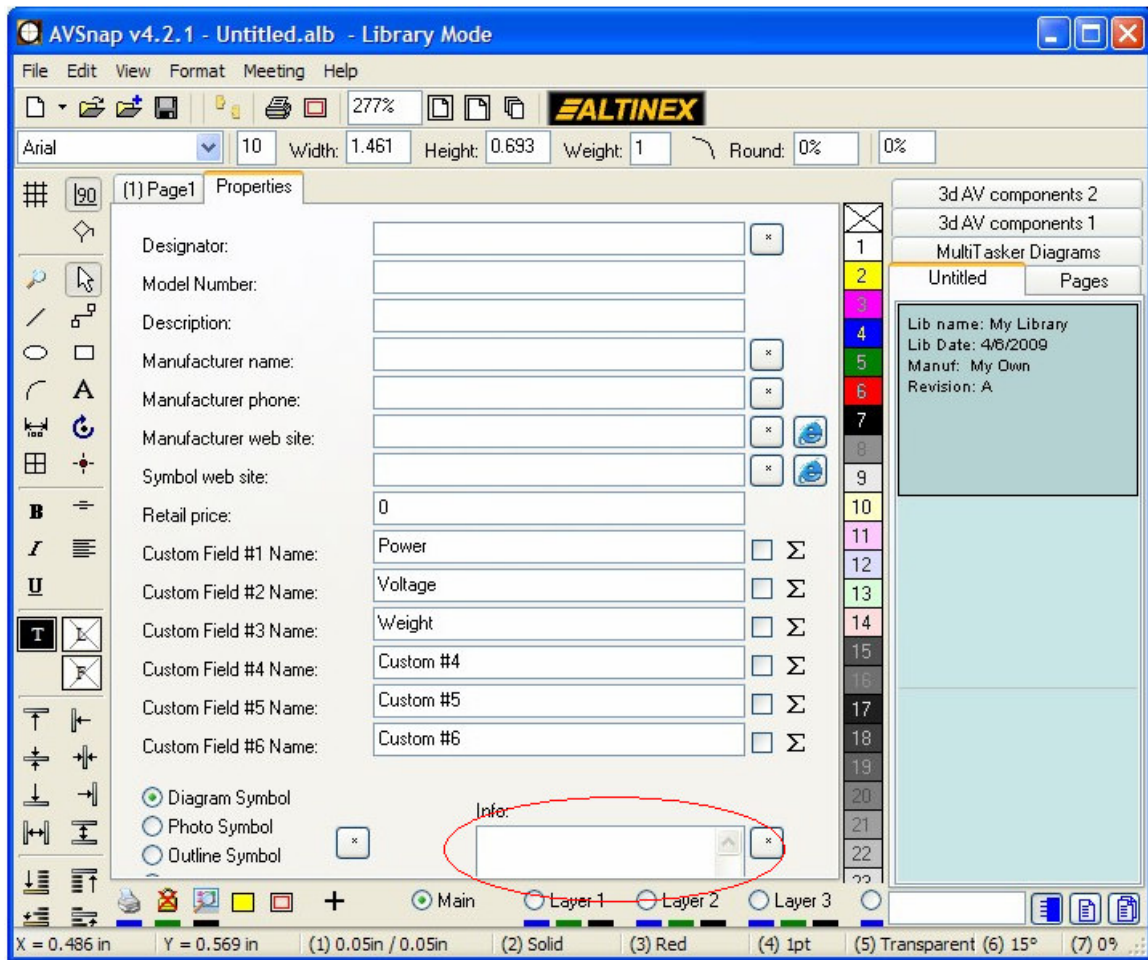 AVSnap v4.2.1 - Untitled.alb - Library Mode
File Edit View Format Meeting Help
277% ALTINEX
Arial 10 Width: 1.461 Height: 0.693 Weight: 1 Round: 0% 0%
90 (1) Page1 Properties
3d AV components 2
3d AV components 1
MultiTasker Diagrams
Untitled Pages
Lib name: My Library
Lib Date: 4/6/2009
Manuf: My Own
Revision: A
Designator:
Model Number:
Description:
Manufacturer name:
Manufacturer phone:
Manufacturer web site:
Symbol web site:
Retail price: 0
Custom Field #1 Name: Power Σ
Custom Field #2 Name: Voltage Σ
Custom Field #3 Name: Weight Σ
Custom Field #4 Name: Custom #4 Σ
Custom Field #5 Name: Custom #5 Σ
Custom Field #6 Name: Custom #6 Σ
Diagram Symbol
Photo Symbol
Outline Symbol
Info:
1
2
3
4
5
6
7
8
9
10
11
12
13
14
15
16
17
18
19
20
21
22
23
A
100
B
I
U
T L
F
Main Layer 1 Layer 2 Layer 3
X = 0.486 in Y = 0.569 in (1) 0.05in / 0.05in (2) Solid (3) Red (4) 1pt (5) Transparent (6) 15° (7) 0%